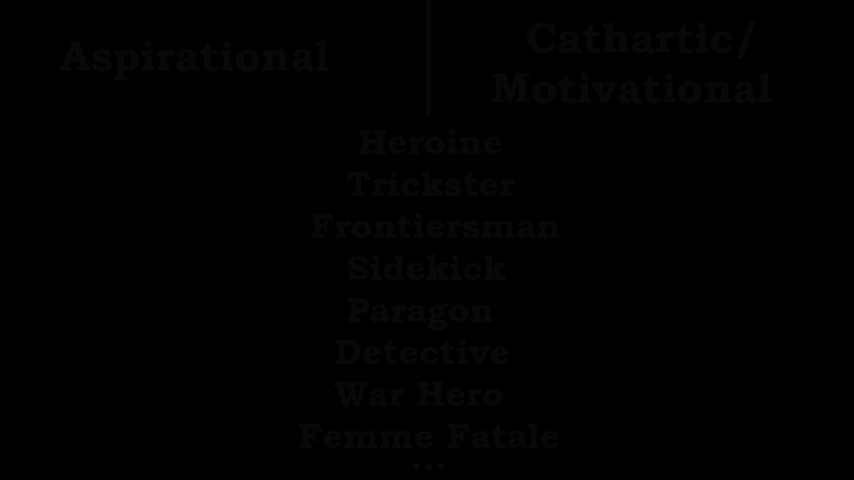 Aspirational
Cathartic/
Motivational
Heroine
Trickster
Frontiersman
Sidekick
Paragon
Detective
War Hero
Femme Fatale
...